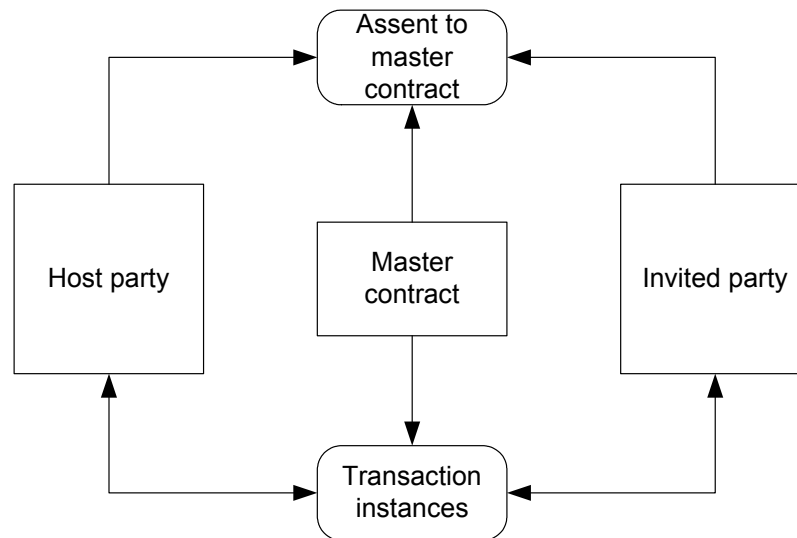 Assent to
master
contract
Host party
Master
contract
Invited party
Transaction
instances